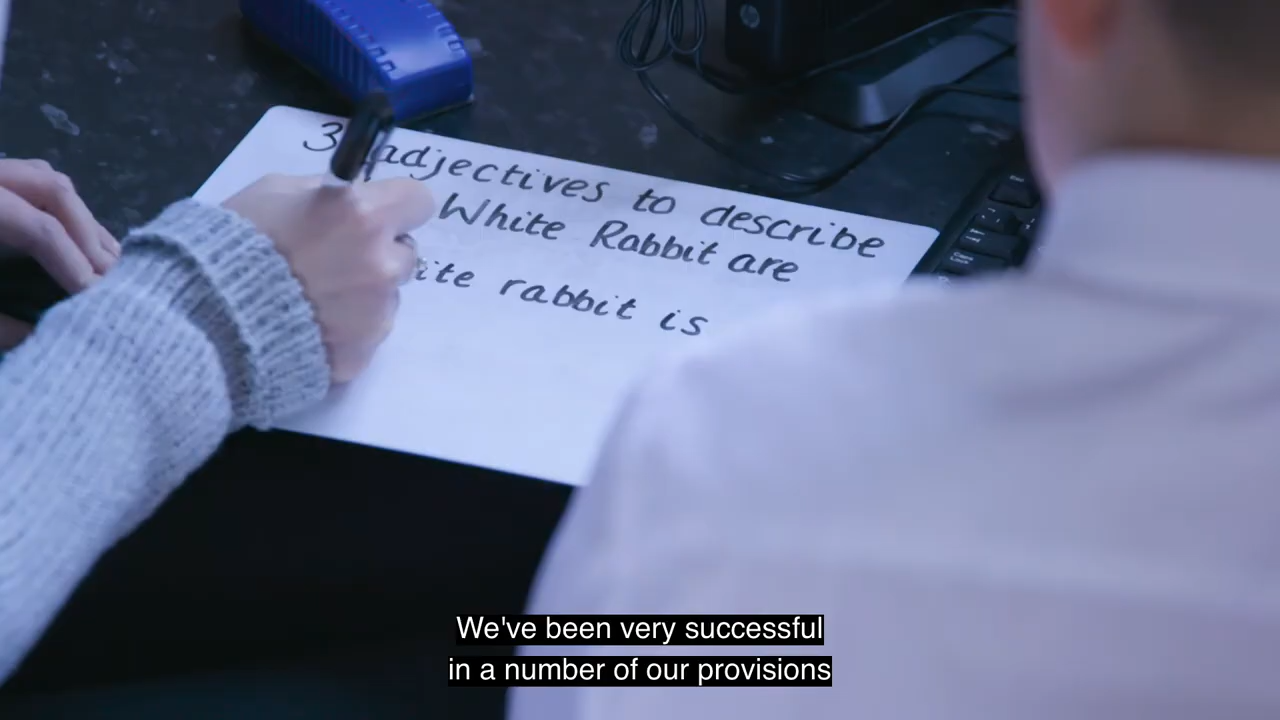 3 adjectives to describe
White Rabbit are
rabbit is
We've been very successful
in a number of our provisions